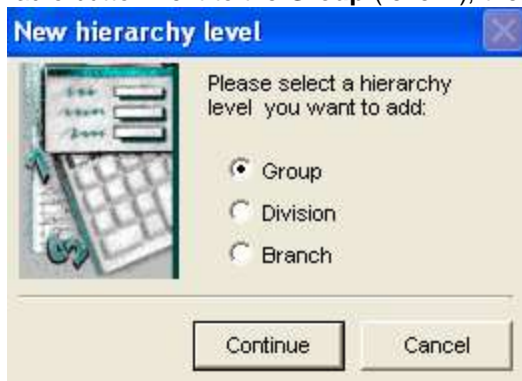 New hierarchy level
Please select a hierarchy
level you want to add:
Group
Division
Branch
Continue
Cancel